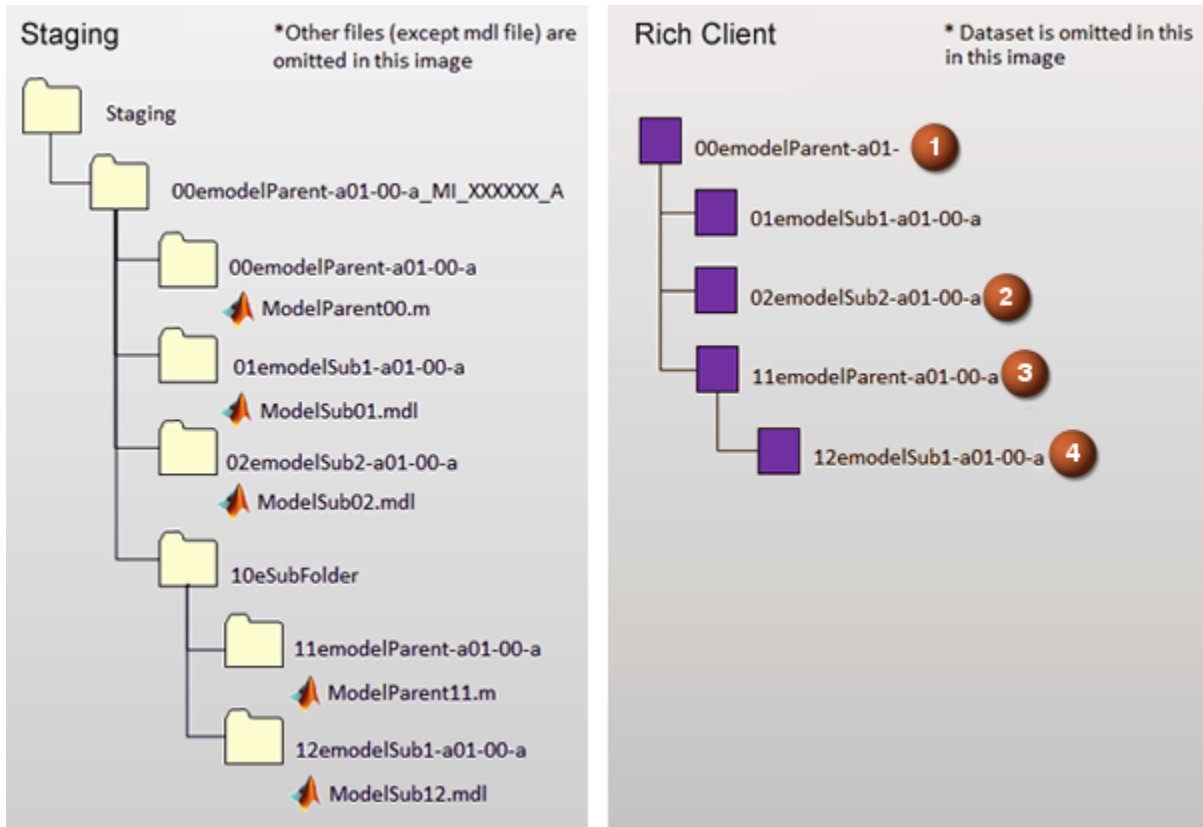 Staging
*Other files (except mdl file) are
omitted in this image
Staging
00emodelParent-a01-00-a_MI_XXXXXX_A
00emodelParent-a01-00-a
ModelParent00.m
01emodelSub1-a01-00-a
ModelSub01.mdl
02emodelSub2-a01-00-a
ModelSub02.mdl
10eSubFolder
11emodelParent-a01-00-a
ModelParent11.m
12emodelSub1-a01-00-a
ModelSub12.mdl
Rich Client
* Dataset is omitted in this
in this image
00emodelParent-a01- 1
01emodelSub1-a01-00-a
02emodelSub2-a01-00-a 2
11emodelParent-a01-00-a 3
12emodelSub1-a01-00-a 4